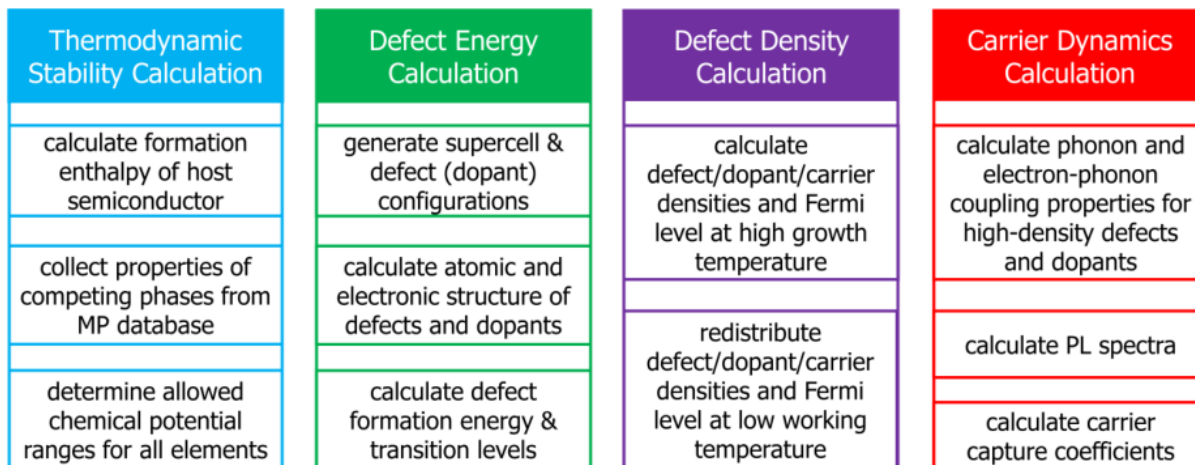 Thermodynamic
Stability Calculation
calculate formation
enthalpy of host
semiconductor
collect properties of
competing phases from
MP database
determine allowed
chemical potential
ranges for all elements
Defect Energy
Calculation
generate supercell &
defect (dopant)
configurations
calculate atomic and
electronic structure of
defects and dopants
calculate defect
formation energy &
transition levels
Defect Density
Calculation
calculate
defect/dopant/carrier
densities and Fermi
level at high growth
temperature
redistribute
defect/dopant/carrier
densities and Fermi
level at low working
temperature
Carrier Dynamics
Calculation
calculate phonon and
electron-phonon
coupling properties for
high-density defects
and dopants
calculate PL spectra
calculate carrier
capture coefficients